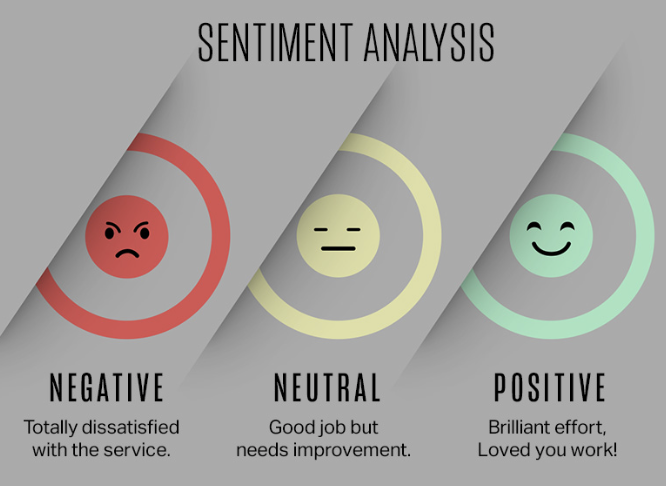 SENTIMENT ANALYSIS
NEGATIVE
Totally dissatisfied
with the service.
NEUTRAL
Good job but
needs improvement.
POSITIVE
Brilliant effort,
Loved you work!